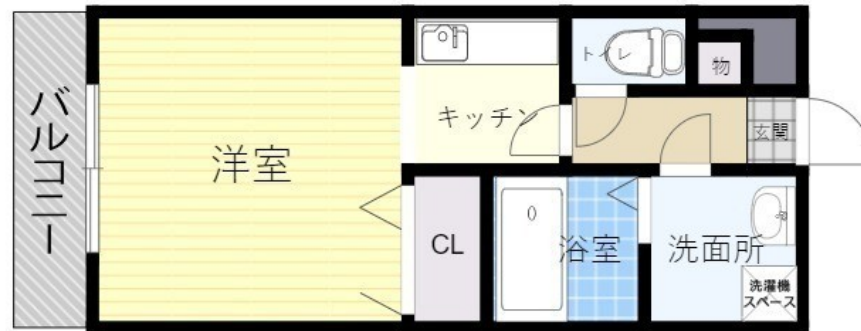 バルコニー
洋室
キッチン
トイレ
物
玄関
CL
浴室
洗面所
洗濯機
スペース